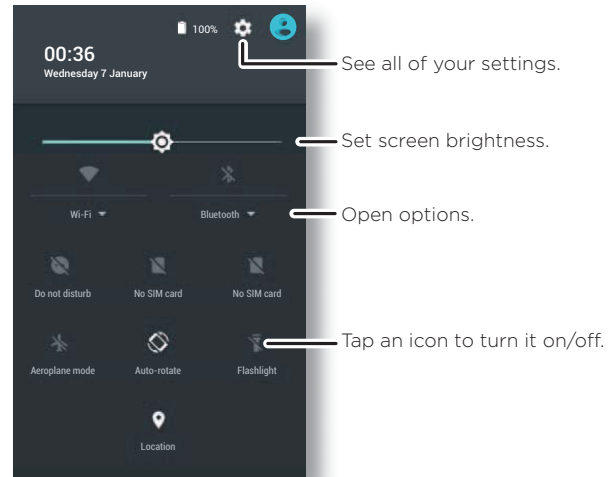 100%
00:36
Wednesday 7 January
See all of your settings.
Set screen brightness.
Wi-Fi
Bluetooth
Open options.
Do not disturb
No SIM card
No SIM card
Tap an icon to turn it on/off.
Aeroplane mode
Auto-rotate
Flashlight
Location